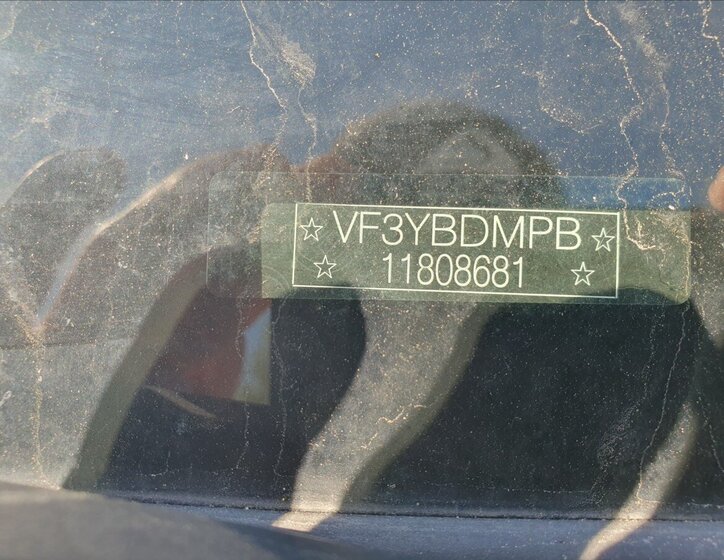 ☆ VF3YBDMPB ☆
☆ 11808681 ☆